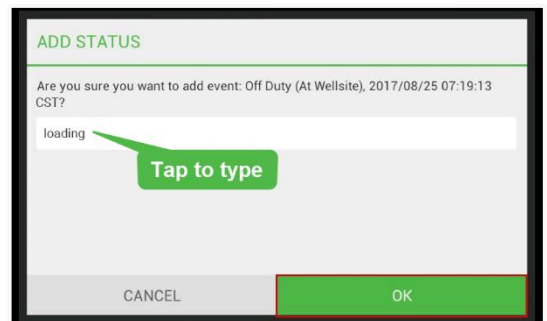 ADD STATUS
Are you sure you want to add event: Off Duty (At Wellsite), 2017/08/25 07:19:13
CST?
loading
Tap to type
CANCEL
OK